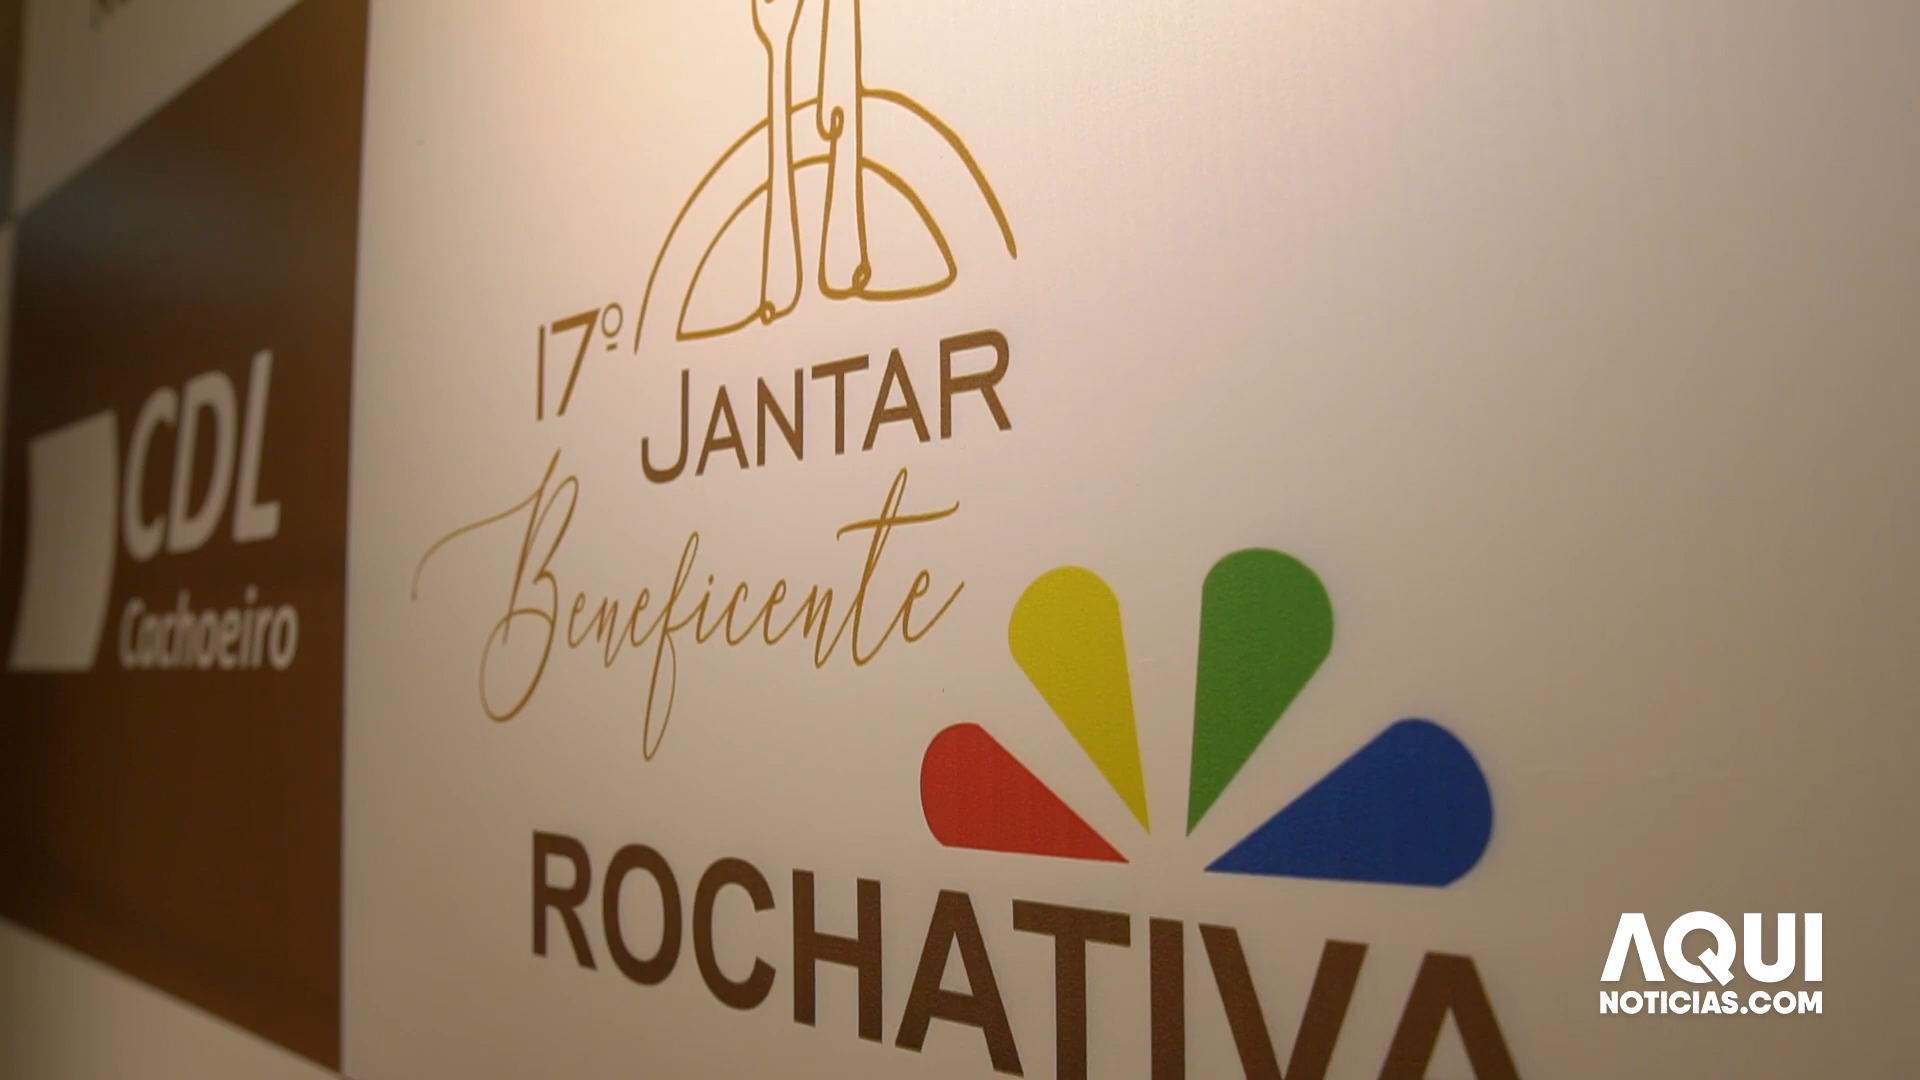 CDL
Cachoeiro
17º
JANTAR
Beneficente
ROCHATIVA
AQUI
NOTICIAS.COM